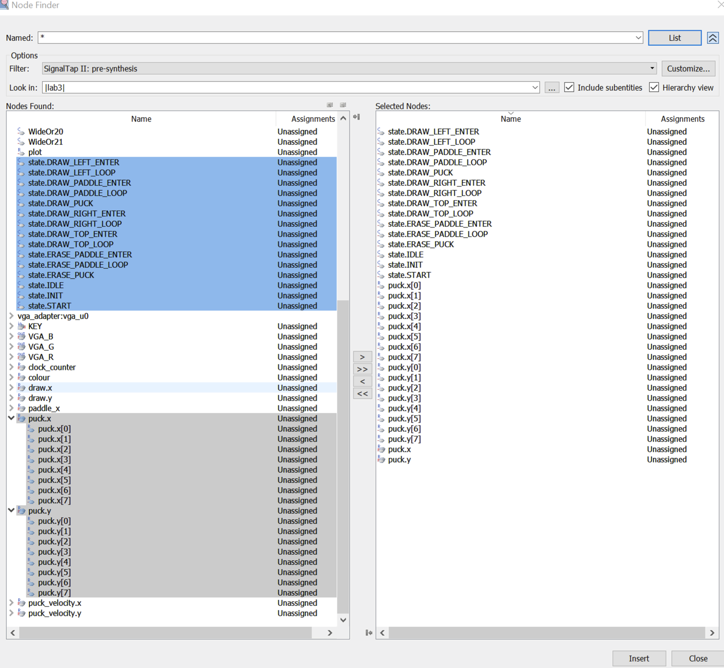 Node Finder
Named: * List
Options
Filter: SignalTap II: pre-synthesis Customize...
Look in: |lab3| ... Include subentities Hierarchy view
Nodes Found:
Name Assignments
WideOr20 Unassigned
WideOr21 Unassigned
plot Unassigned
state.DRAW_LEFT_ENTER Unassigned
state.DRAW_LEFT_LOOP Unassigned
state.DRAW_PADDLE_ENTER Unassigned
state.DRAW_PADDLE_LOOP Unassigned
state.DRAW_PUCK Unassigned
state.DRAW_RIGHT_ENTER Unassigned
state.DRAW_RIGHT_LOOP Unassigned
state.DRAW_TOP_ENTER Unassigned
state.DRAW_TOP_LOOP Unassigned
state.ERASE_PADDLE_ENTER Unassigned
state.ERASE_PADDLE_LOOP Unassigned
state.ERASE_PUCK Unassigned
state.IDLE Unassigned
state.INIT Unassigned
state.START Unassigned
vga_adapter:vga_u0
KEY Unassigned
VGA_B Unassigned
VGA_G Unassigned
VGA_R Unassigned
clock_counter Unassigned
colour Unassigned
draw.x Unassigned
draw.y Unassigned
paddle_x Unassigned
puck.x Unassigned
puck.x[0] Unassigned
puck.x[1] Unassigned
puck.x[2] Unassigned
puck.x[3] Unassigned
puck.x[4] Unassigned
puck.x[5] Unassigned
puck.x[6] Unassigned
puck.x[7] Unassigned
puck.y Unassigned
puck.y[0] Unassigned
puck.y[1] Unassigned
puck.y[2] Unassigned
puck.y[3] Unassigned
puck.y[4] Unassigned
puck.y[5] Unassigned
puck.y[6] Unassigned
puck.y[7] Unassigned
puck_velocity.x Unassigned
puck_velocity.y Unassigned
>
>>
<
<<
Selected Nodes:
Name Assignments
state.DRAW_LEFT_ENTER Unassigned
state.DRAW_LEFT_LOOP Unassigned
state.DRAW_PADDLE_ENTER Unassigned
state.DRAW_PADDLE_LOOP Unassigned
state.DRAW_PUCK Unassigned
state.DRAW_RIGHT_ENTER Unassigned
state.DRAW_RIGHT_LOOP Unassigned
state.DRAW_TOP_ENTER Unassigned
state.DRAW_TOP_LOOP Unassigned
state.ERASE_PADDLE_ENTER Unassigned
state.ERASE_PADDLE_LOOP Unassigned
state.ERASE_PUCK Unassigned
state.IDLE Unassigned
state.INIT Unassigned
state.START Unassigned
puck.x[0] Unassigned
puck.x[1] Unassigned
puck.x[2] Unassigned
puck.x[3] Unassigned
puck.x[4] Unassigned
puck.x[5] Unassigned
puck.x[6] Unassigned
puck.x[7] Unassigned
puck.y[0] Unassigned
puck.y[1] Unassigned
puck.y[2] Unassigned
puck.y[3] Unassigned
puck.y[4] Unassigned
puck.y[5] Unassigned
puck.y[6] Unassigned
puck.y[7] Unassigned
puck.x Unassigned
puck.y Unassigned
Insert Close